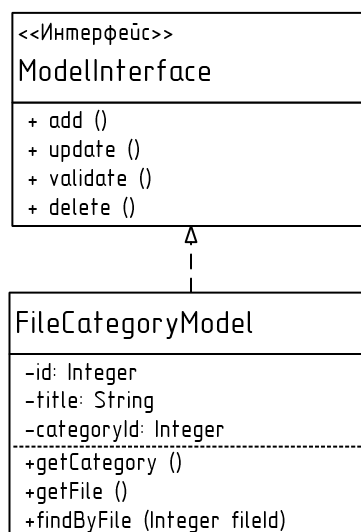 <<Интерфейс>>
ModelInterface
+ add ()
+ update ()
+ validate ()
+ delete ()
FileCategoryModel
-id: Integer
-title: String
-categoryId: Integer
+getCategory ()
+getFile ()
+findByFile (Integer fileId)